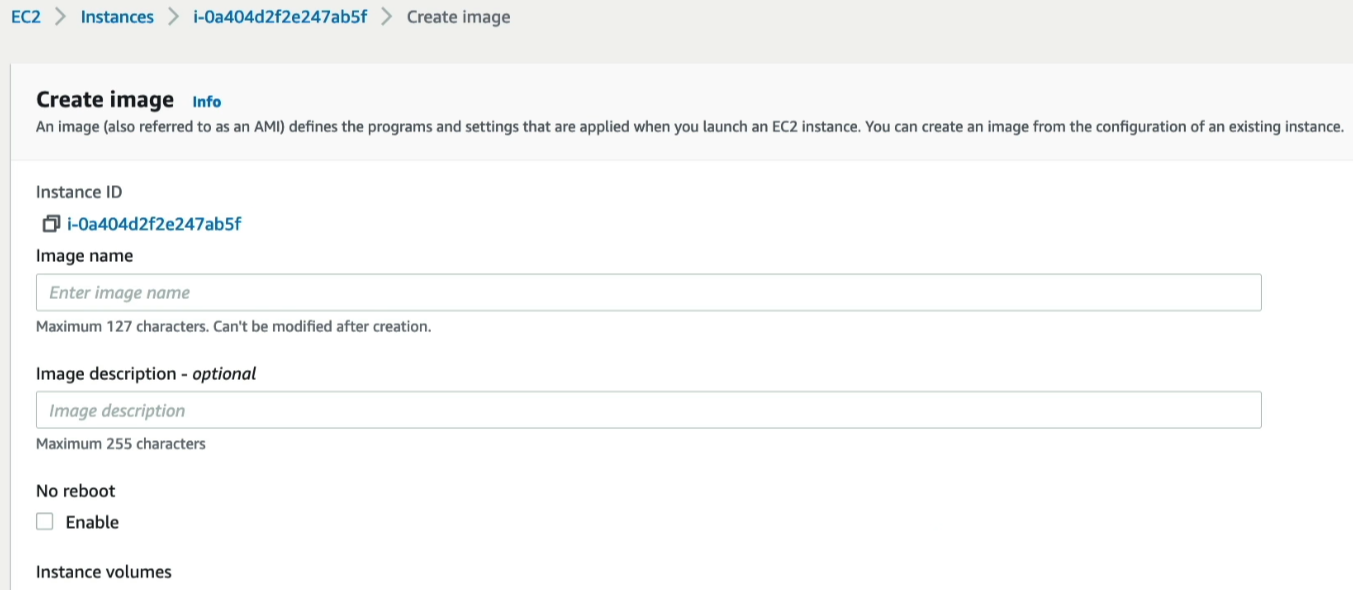 EC2 > Instances > i-0a404d2f2e247ab5f > Create image
Create image Info
An image (also referred to as an AMI) defines the programs and settings that are applied when you launch an EC2 instance. You can create an image from the configuration of an existing instance.
Instance ID
i-0a404d2f2e247ab5f
Image name
Enter image name
Maximum 127 characters. Can't be modified after creation.
Image description - optional
Image description
Maximum 255 characters
No reboot
Enable
Instance volumes